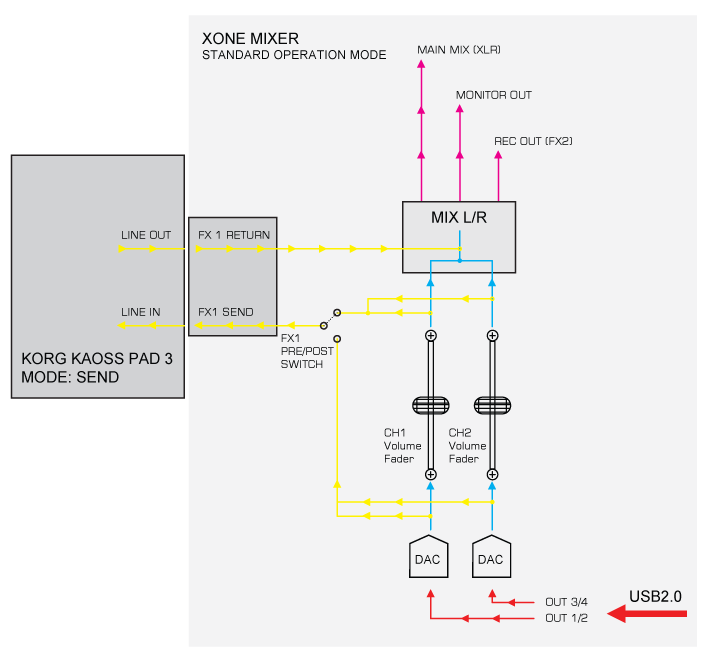 XONE MIXER
STANDARD OPERATION MODE
MAIN MIX (XLR)
MONITOR OUT
REC OUT (FX2)
MIX L/R
LINE OUT
FX 1 RETURN
LINE IN
FX1 SEND
KORG KAOSS PAD 3
MODE: SEND
FX1
PRE/POST
SWITCH
CH1
Volume
Fader
CH2
Volume
Fader
DAC
DAC
OUT 3/4
OUT 1/2
USB2.0